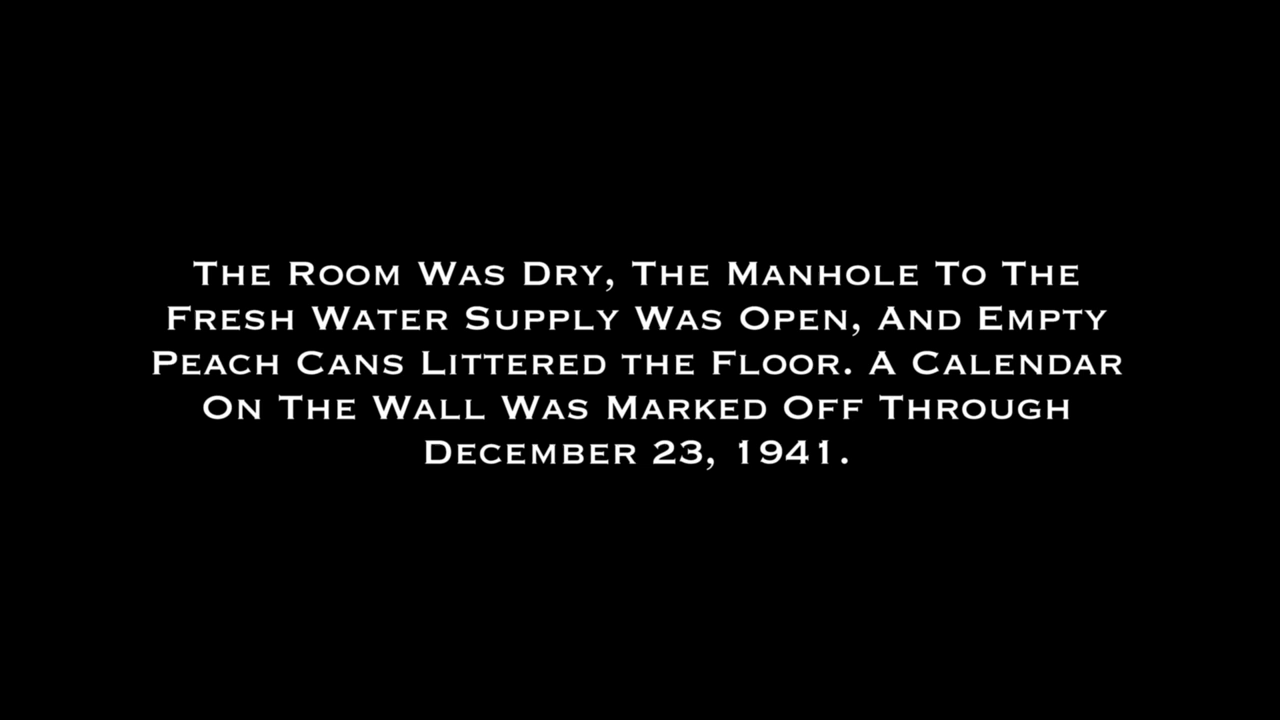 The Room Was Dry, The Manhole To The
Fresh Water Supply Was Open, And Empty
Peach Cans Littered the Floor. A Calendar
On The Wall Was Marked Off Through
December 23, 1941.